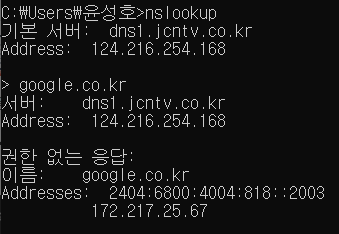 C:₩Users₩윤성호>nslookup
기본 서버:  dns1.jcntv.co.kr
Address:  124.216.254.168
> google.co.kr
서버:    dns1.jcntv.co.kr
Address:  124.216.254.168
권한 없는 응답:
이름:    google.co.kr
Addresses:  2404:6800:4004:818::2003
172.217.25.67